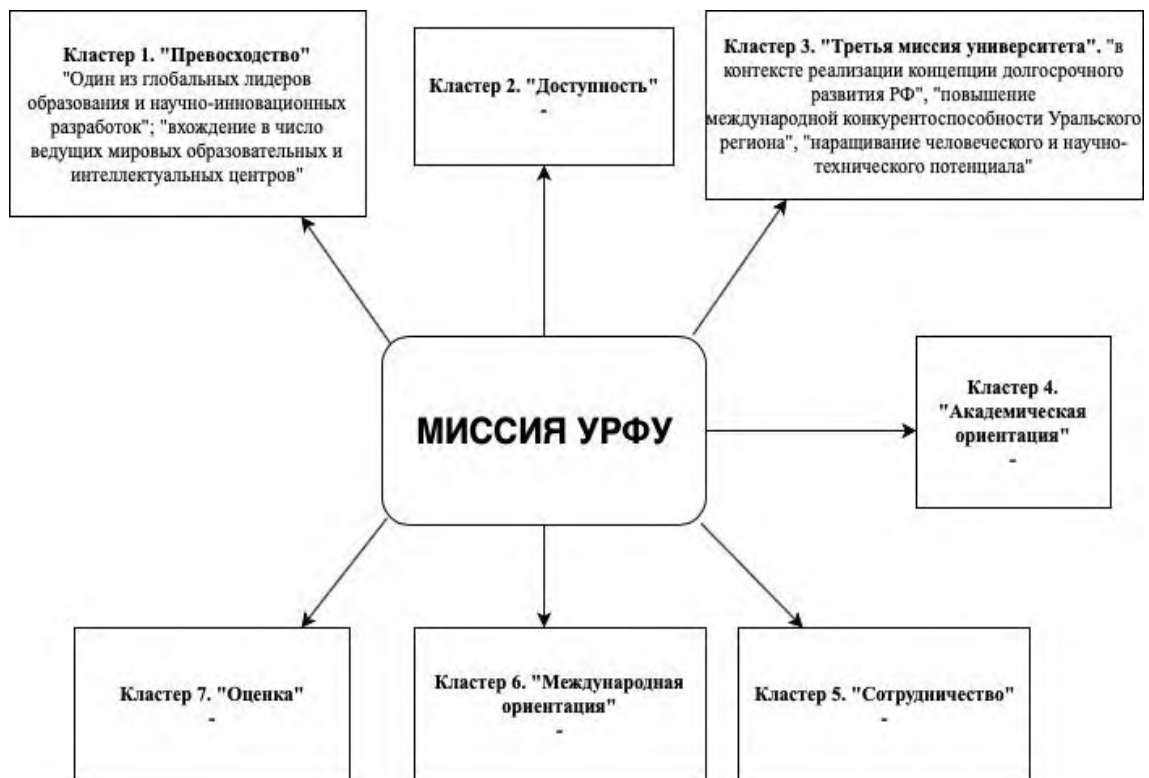 Кластер 1. "Превосходство"
"Один из глобальных лидеров
образования и научно-инновационных
разработок"; "вхождение в число
ведущих мировых образовательных и
интеллектуальных центров"
Кластер 2. "Доступность"
-
Кластер 3. "Третья миссия университета". "в
контексте реализации концепции долгосрочного
развития РФ", "повышение
международной конкурентоспособности Уральского
региона", "наращивание человеческого и научно-
технического потенциала"
МИССИЯ УРФУ
Кластер 4.
"Академическая
ориентация"
-
Кластер 7. "Оценка"
-
Кластер 6. "Международная
ориентация"
-
Кластер 5. "Сотрудничество"
-